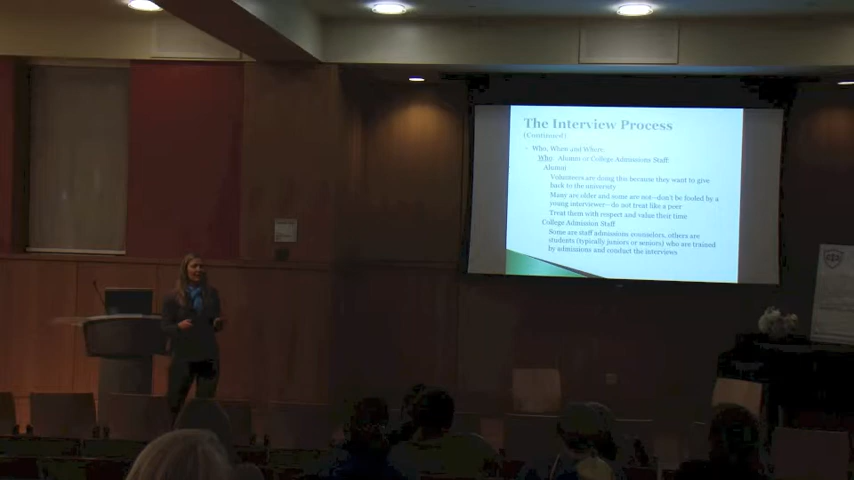 The Interview Process
(Continued)
- Who, When and Where
Who Alumni or College Admissions Staff
Alumni
Volunteers are doing this because they want to give
back to the university
Many are older and some are not—don't be fooled by a
young interviewer—do not treat like a peer
Treat them with respect and value their time
College Admission Staff
Some are staff admissions counselors, others are
students (typically juniors or seniors) who are trained
by admissions and conduct the interviews